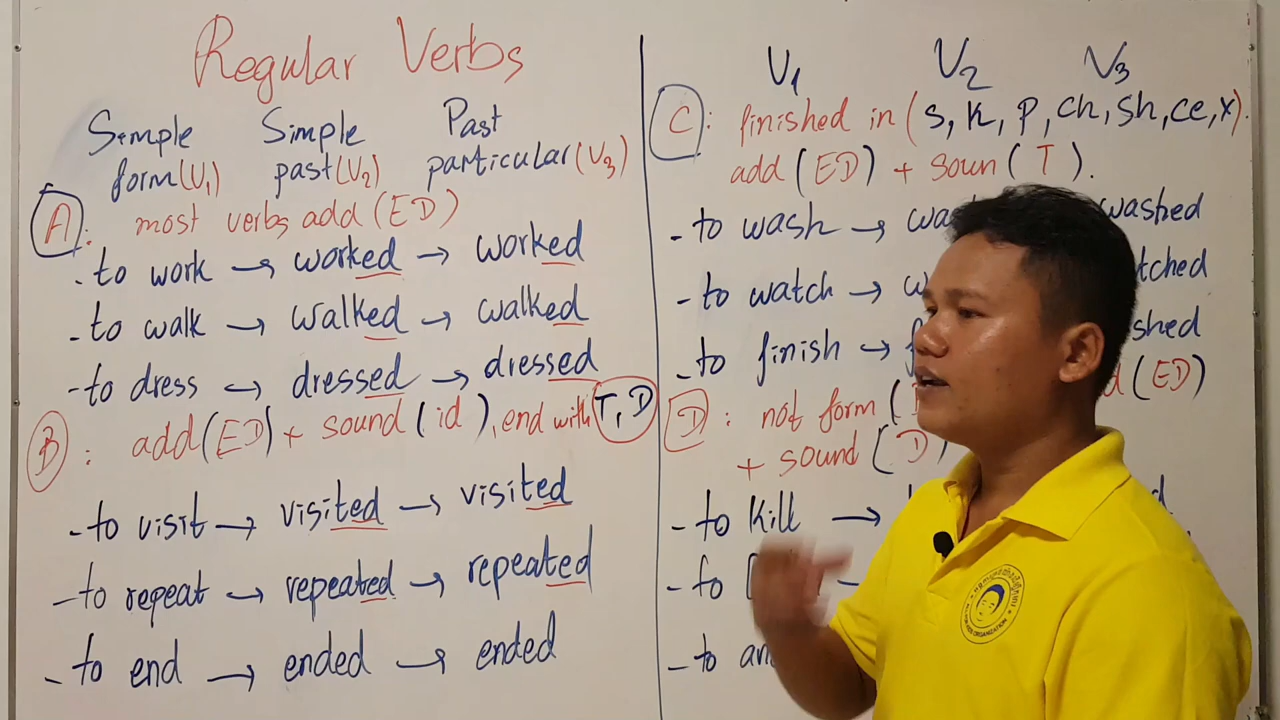 Regular Verbs
Simple Simple Past
form(V1) past(V2) particular(V3)
A: most verbs add (ED)
- to work → worked → worked
- to walk → walked → walked
- to dress → dressed → dressed
B: add(ED) + sound (id), end with T, D
- to visit → visited → visited
- to repeat → repeated → repeated
- to end → ended → ended
V1 V2 V3
C: finished in (s, k, p, ch, sh, ce, x).
add (ED) + soun (T).
- to wash → washed
- to watch → tched
- to finish → shed
D: not form (ED)
+ sound (D)
- to kill →
- to
- to
ORGANIZATION